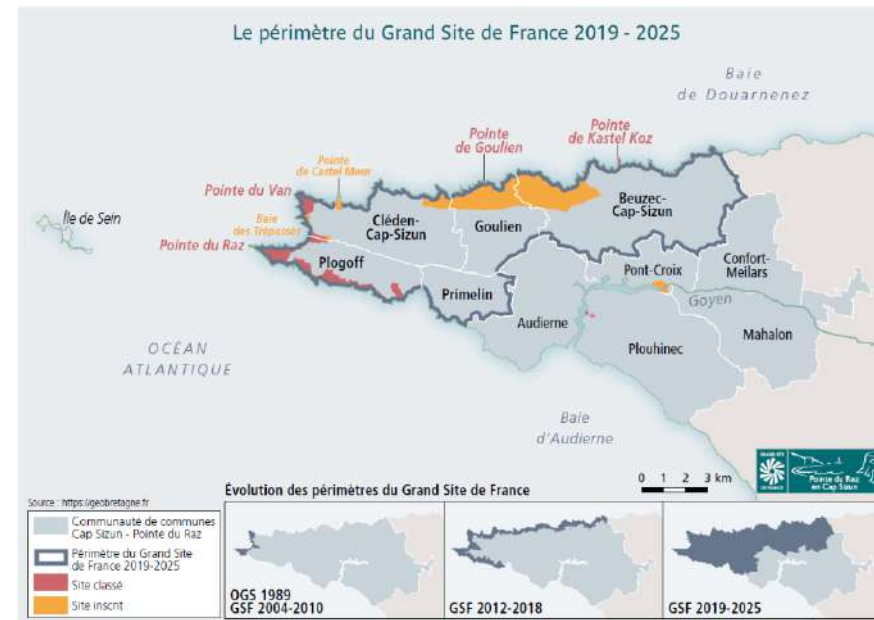 Le périmètre du Grand Site de France 2019 - 2025
Baie
de Douarnenez
Pointe
de Kastel Koz
Pointe
de Goulien
Pointe
de Castel Meur
Pointe du Van
Île de Sein
Baie
des Trépassés
Pointe du Raz
Cléden-
Cap-Sizun
Goulien
Beuzec-
Cap-Sizun
Plogoff
Primelin
Pont-Croix
Confort-
Meilars
Goyen
Audierne
Mahalon
Plouhinec
OCÉAN
ATLANTIQUE
Baie
d'Audierne
0 1 2 3 km
Pointe du Raz
en Cap Sizun
Source : https://geobretagne.fr
Communauté de communes
Cap Sizun - Pointe du Raz
Périmètre du Grand Site
de France 2019-2025
Site classé
Site inscrit
Évolution des périmètres du Grand Site de France
OGS 1989
GSF 2004-2010
GSF 2012-2018
GSF 2019-2025